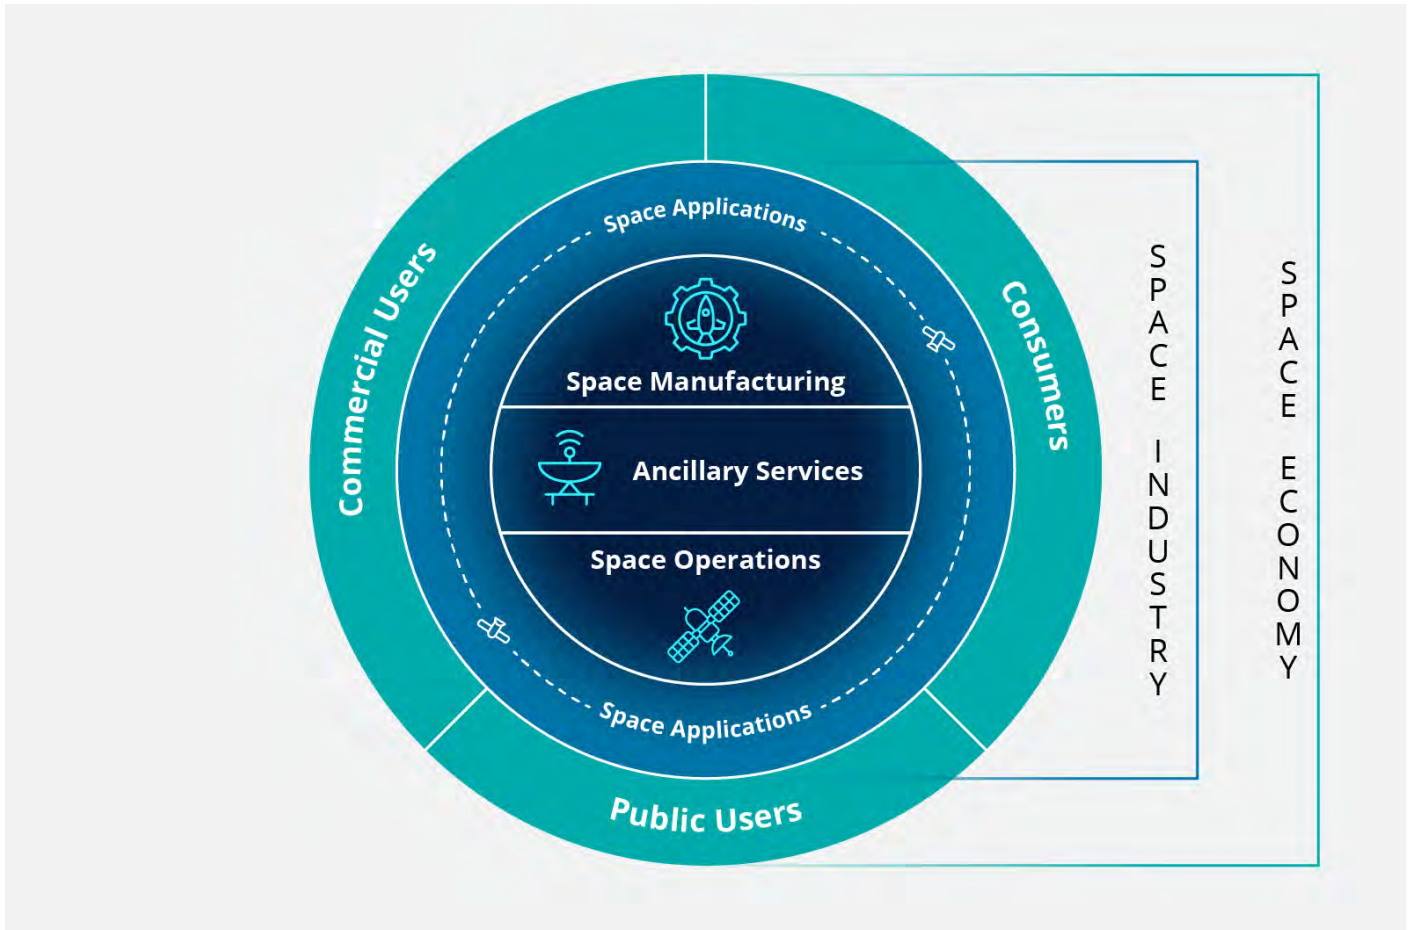 Space Applications
Commercial Users
Consumers
Space Manufacturing
Ancillary Services
Space Operations
Space Applications
Public Users
SPACE INDUSTRY
SPACE ECONOMY